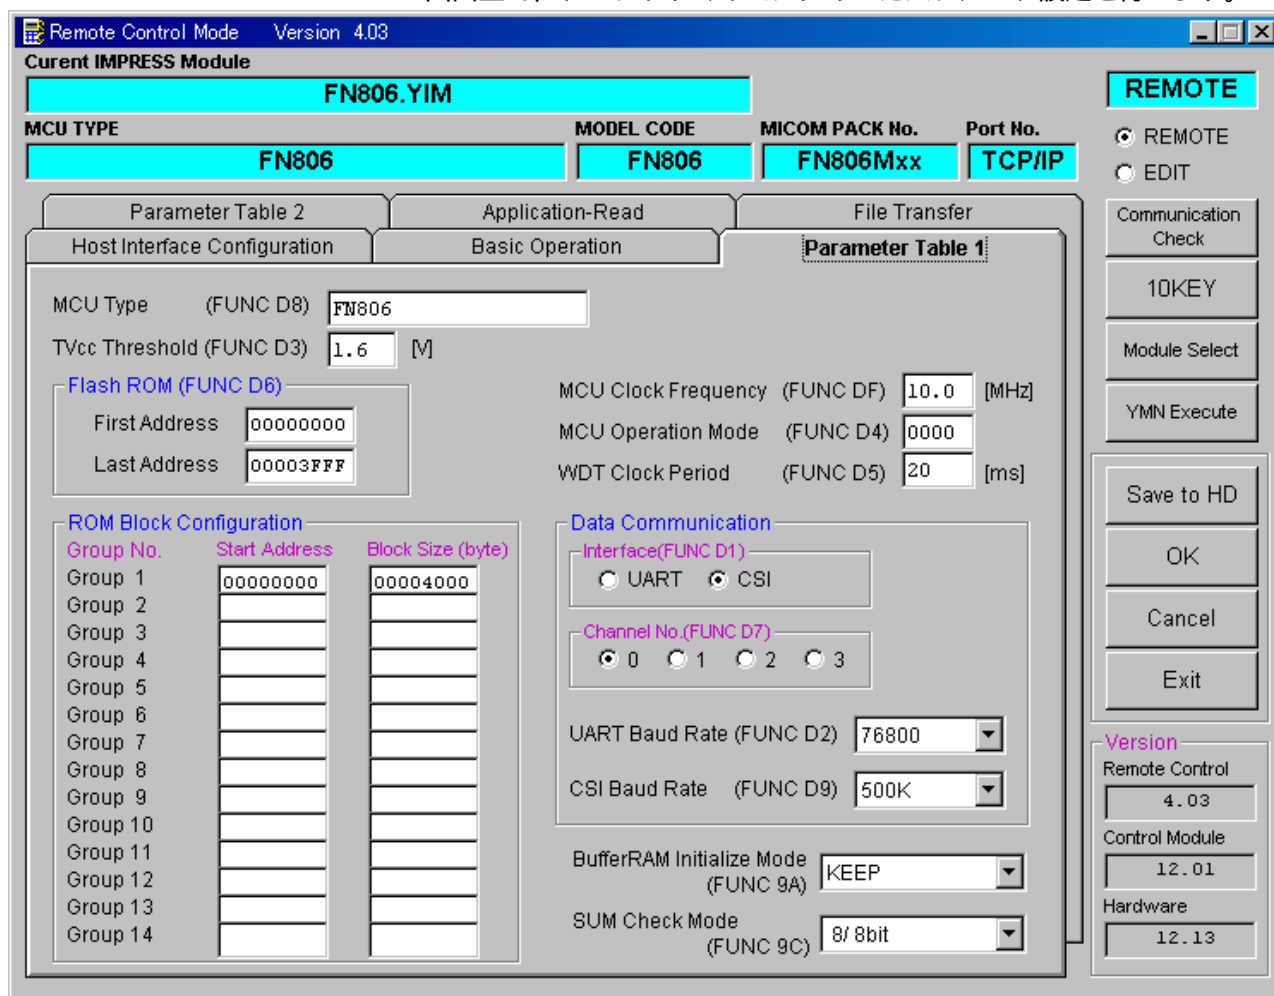 Remote Control Mode Version 4.03
Curent IMPRESS Module
FN806.YIM
REMOTE
MCU TYPE
MODEL CODE
MICOM PACK No.
Port No.
FN806
FN806
FN806Mxx
TCP/IP
REMOTE
EDIT
Parameter Table 2
Application-Read
File Transfer
Host Interface Configuration
Basic Operation
Parameter Table 1
MCU Type (FUNC D8) FN806
TVcc Threshold (FUNC D3) 1.6 [V]
Flash ROM (FUNC D6)
First Address 00000000
Last Address 00003FFF
MCU Clock Frequency (FUNC DF) 10.0 [MHz]
MCU Operation Mode (FUNC D4) 0000
WDT Clock Period (FUNC D5) 20 [ms]
ROM Block Configuration
Group No. Start Address Block Size (byte)
Group 1 00000000 00004000
Group 2
Group 3
Group 4
Group 5
Group 6
Group 7
Group 8
Group 9
Group 10
Group 11
Group 12
Group 13
Group 14
Data Communication
Interface(FUNC D1)
UART CSI
Channel No.(FUNC D7)
0 1 2 3
UART Baud Rate (FUNC D2) 76800
CSI Baud Rate (FUNC D9) 500K
BufferRAM Initialize Mode
(FUNC 9A) KEEP
SUM Check Mode
(FUNC 9C) 8/ 8bit
Communication
Check
10KEY
Module Select
YMN Execute
Save to HD
OK
Cancel
Exit
Version
Remote Control
4.03
Control Module
12.01
Hardware
12.13